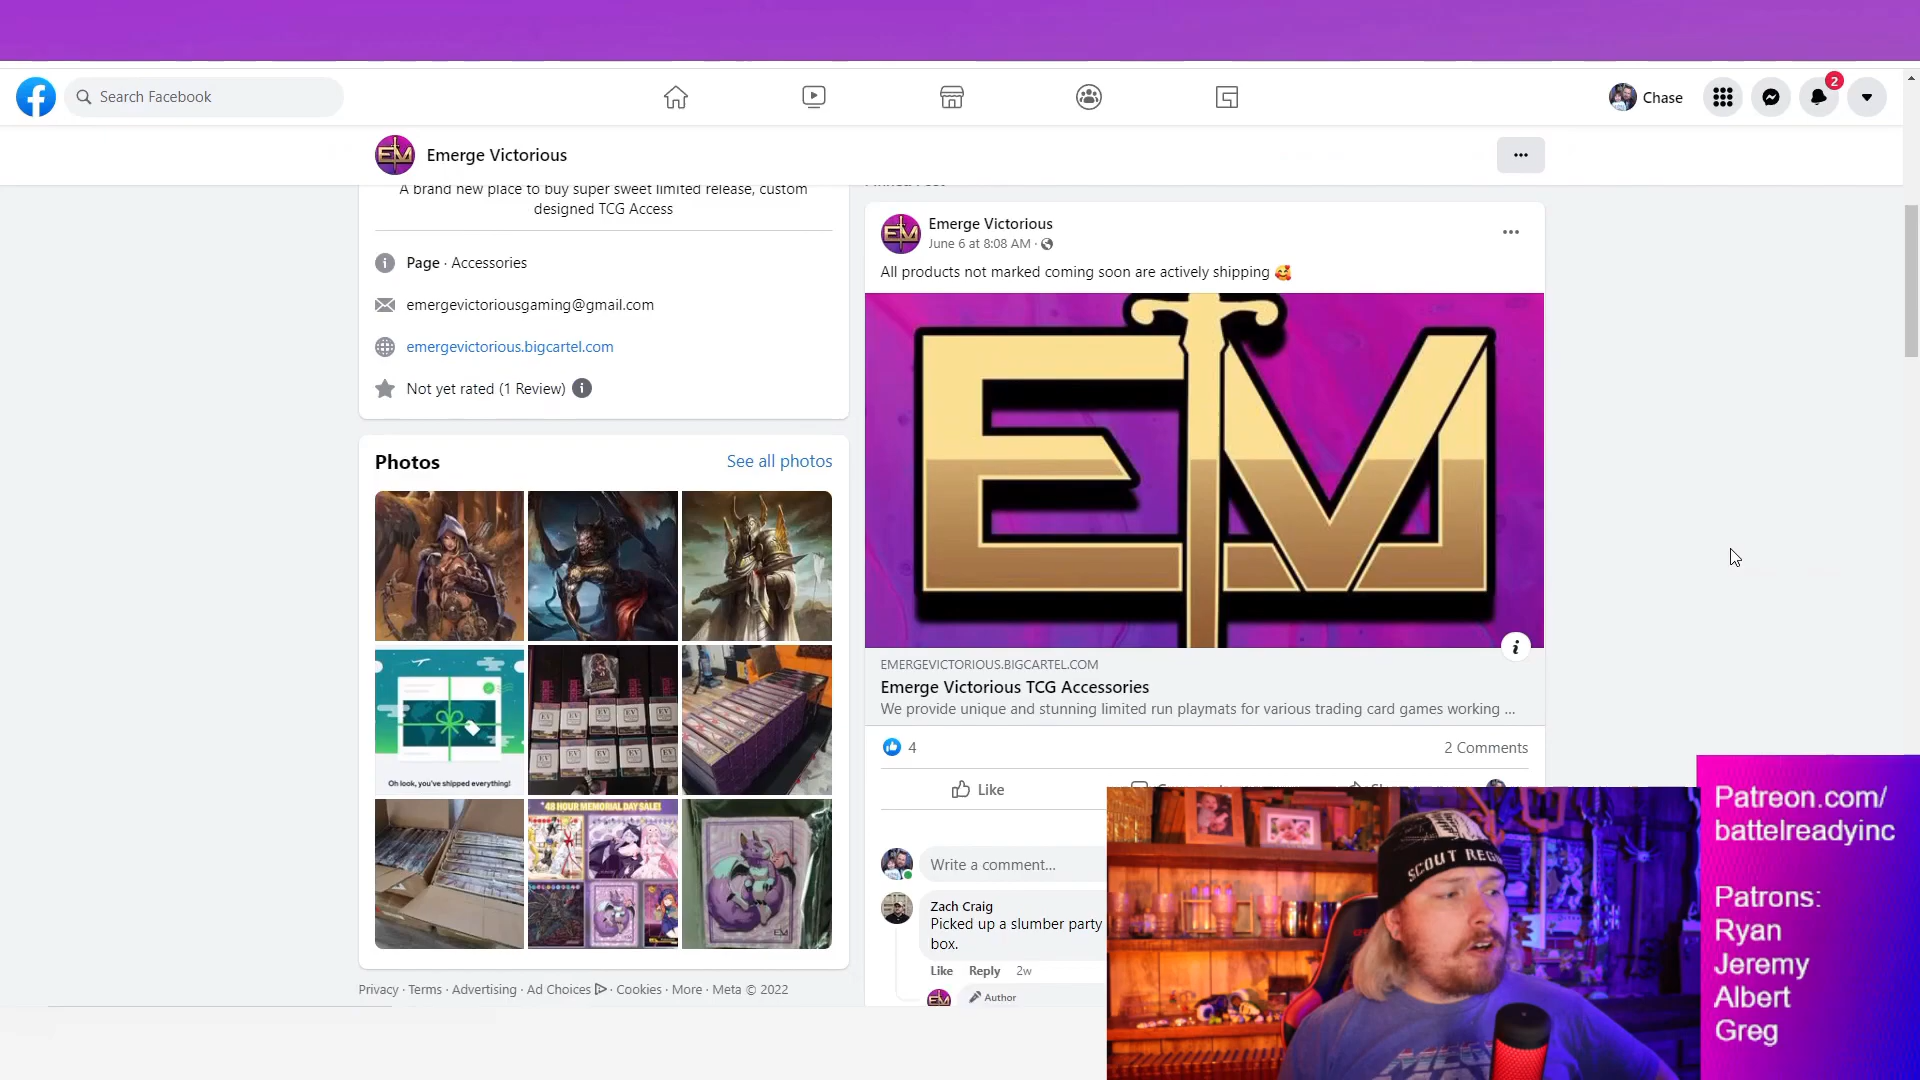 Search Facebook
Chase
2
Emerge Victorious
A brand new place to buy super sweet limited release, custom
designed TCG Access
Page · Accessories
emergevictoriousgaming@gmail.com
emergevictorious.bigcartel.com
Not yet rated (1 Review)
Photos
See all photos
Oh look, you've shipped everything!
48 HOUR MEMORIAL DAY SALE!
Privacy · Terms · Advertising · Ad Choices · Cookies · More · Meta © 2022
Emerge Victorious
June 6 at 8:08 AM ·
All products not marked coming soon are actively shipping 🥰
EM
EMERGEVICTORIOUS.BIGCARTEL.COM
Emerge Victorious TCG Accessories
We provide unique and stunning limited run playmats for various trading card games working ...
4
2 Comments
Like
Write a comment...
Zach Craig
Picked up a slumber party
box.
Like Reply 2w
Author
SCOUT REG
Patreon.com/
battelreadyinc
Patrons:
Ryan
Jeremy
Albert
Greg